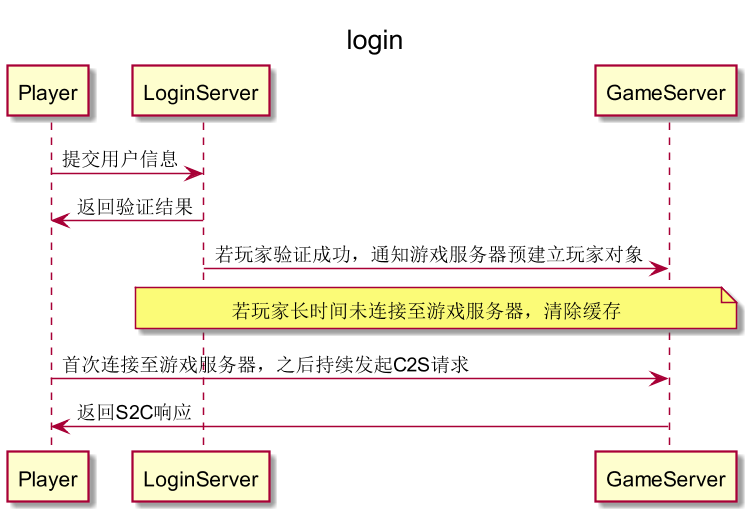 login
Player
LoginServer
GameServer
提交用户信息
返回验证结果
若玩家验证成功，通知游戏服务器预建立玩家对象
若玩家长时间未连接至游戏服务器，清除缓存
首次连接至游戏服务器，之后持续发起C2S请求
返回S2C响应
Player
LoginServer
GameServer